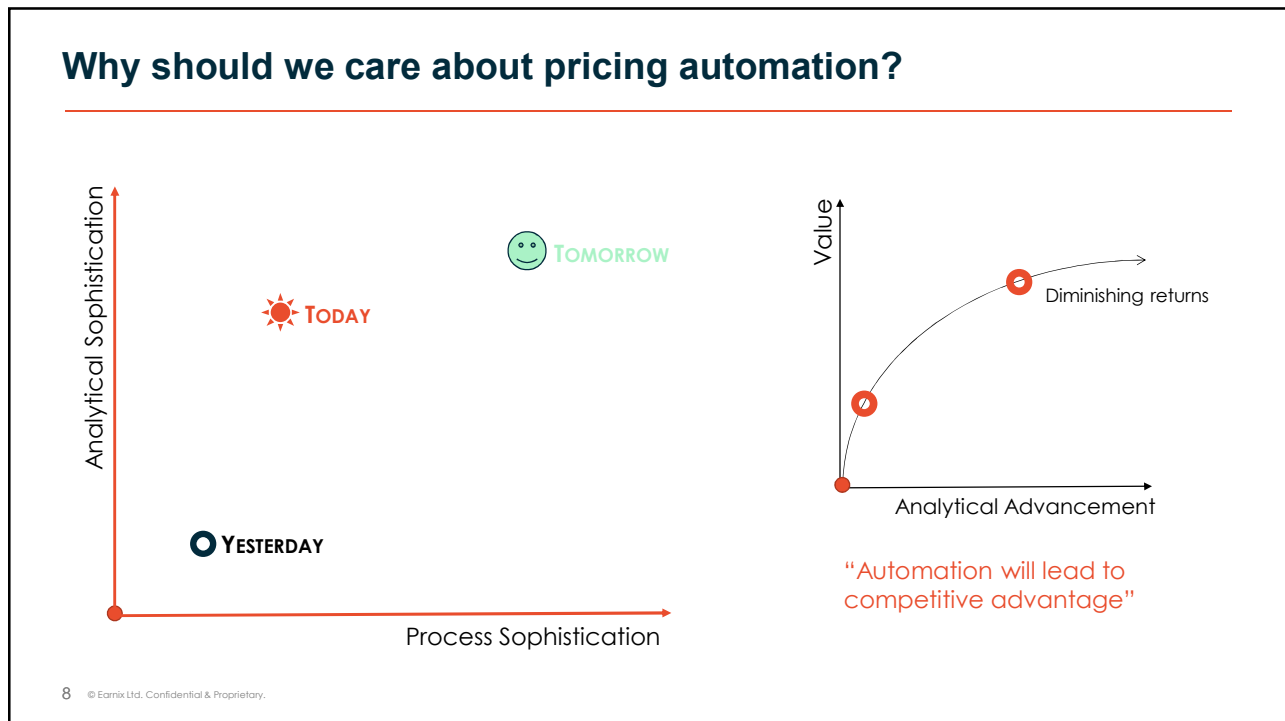 Why should we care about pricing automation?
Analytical Sophistication
TOMORROW
TODAY
YESTERDAY
Process Sophistication
Value
Diminishing returns
Analytical Advancement
“Automation will lead to
competitive advantage”
8 © Earnix Ltd. Confidential & Proprietary.